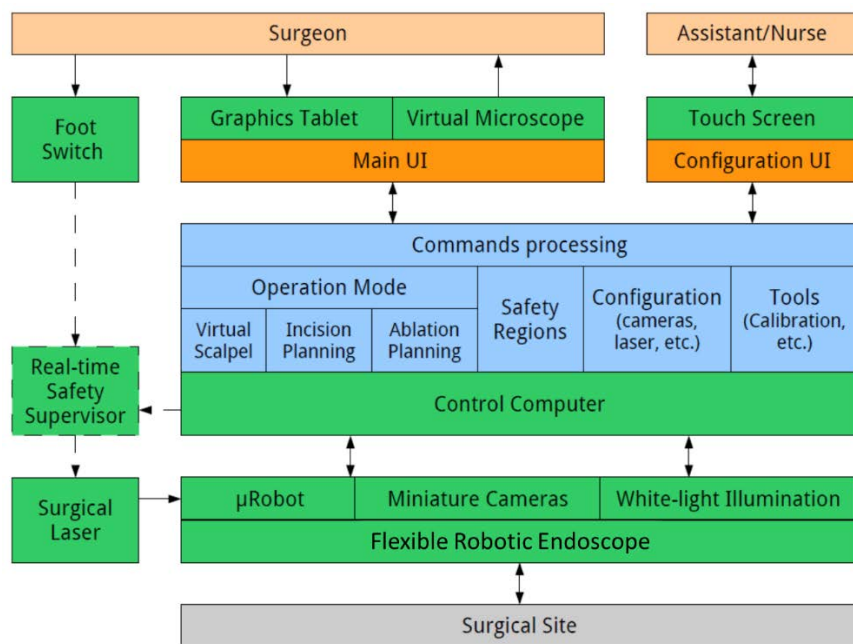 Surgeon
Assistant/Nurse
Foot
Switch
Graphics Tablet
Virtual Microscope
Touch Screen
Main UI
Configuration UI
Commands processing
Operation Mode
Safety
Regions
Configuration
(cameras,
laser, etc.)
Tools
(Calibration,
etc.)
Virtual
Scalpel
Incision
Planning
Ablation
Planning
Real-time
Safety
Supervisor
Control Computer
Surgical
Laser
µRobot
Miniature Cameras
White-light Illumination
Flexible Robotic Endoscope
Surgical Site